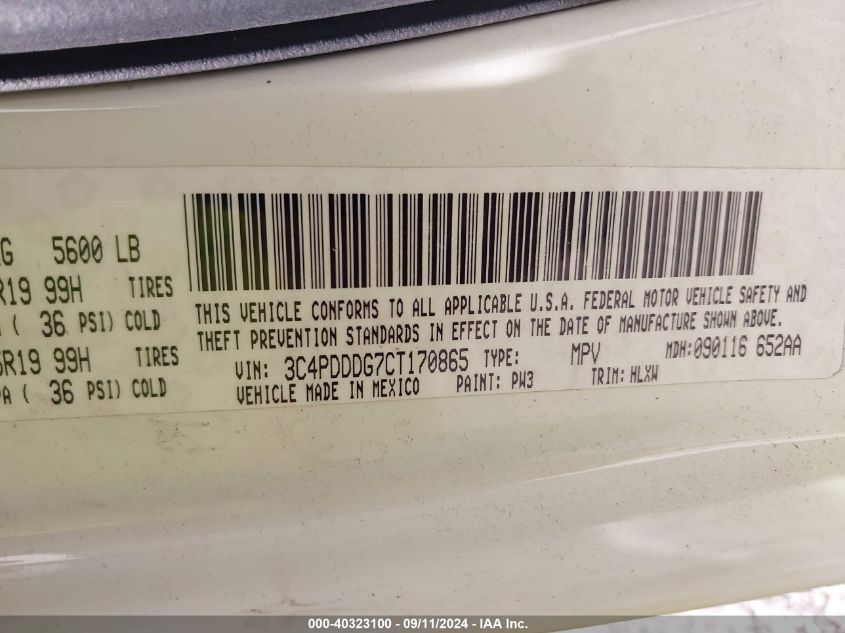 5600 LB
R19 99H TIRES
( 36 PSI) COLD
R19 99H TIRES
PA ( 36 PSI) COLD
THIS VEHICLE CONFORMS TO ALL APPLICABLE U.S.A. FEDERAL MOTOR VEHICLE SAFETY AND
THEFT PREVENTION STANDARDS IN EFFECT ON THE DATE OF MANUFACTURE SHOWN ABOVE.
VIN: 3C4PDDDG7CT170865 TYPE: MPV MDH:090116 652AA
VEHICLE MADE IN MEXICO PAINT: PW3 TRIM: HLXW
000-40323100 - 09/11/2024 - IAA Inc.